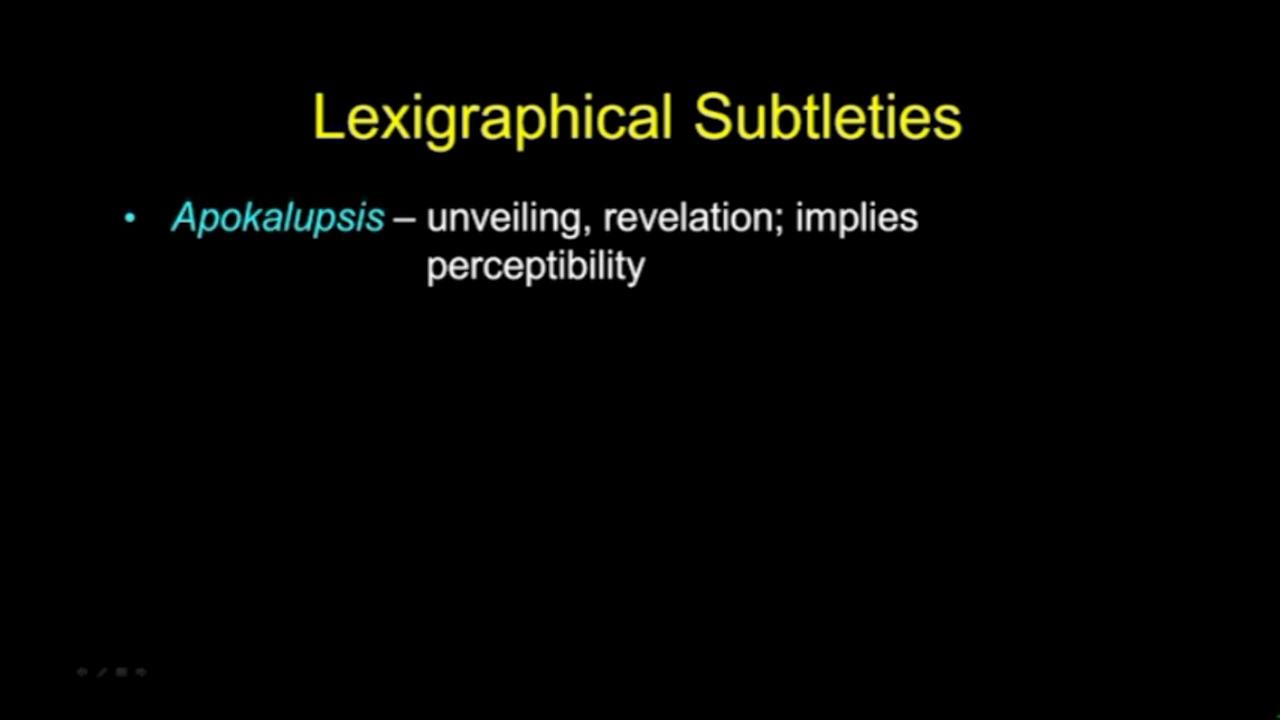 Lexigraphical Subtleties
• Apokalupsis – unveiling, revelation; implies
perceptibility